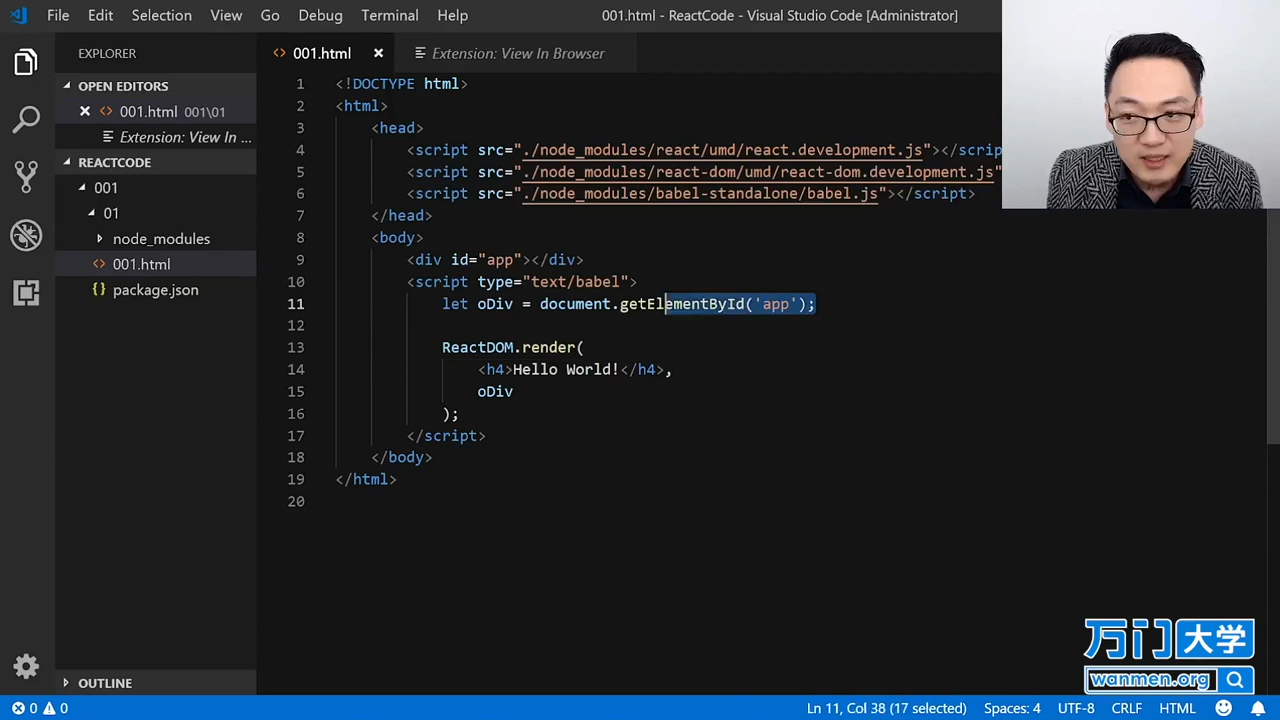 File Edit Selection View Go Debug Terminal Help 001.html - ReactCode - Visual Studio Code [Administrator]
EXPLORER
OPEN EDITORS
001.html 001\01
Extension: View In ...
REACTCODE
001
01
node_modules
001.html
package.json
OUTLINE
001.html Extension: View In Browser
1 <!DOCTYPE html>
2 <html>
3 <head>
4 <script src="./node_modules/react/umd/react.development.js"></scrip
5 <script src="./node_modules/react-dom/umd/react-dom.development.js"
6 <script src="./node_modules/babel-standalone/babel.js"></script>
7 </head>
8 <body>
9 <div id="app"></div>
10 <script type="text/babel">
11 let oDiv = document.getElementById('app');
12
13 ReactDOM.render(
14 <h4>Hello World!</h4>,
15 oDiv
16 );
17 </script>
18 </body>
19 </html>
20
万门大学
wanmen.org
0 0 Ln 11, Col 38 (17 selected) Spaces: 4 UTF-8 CRLF HTML